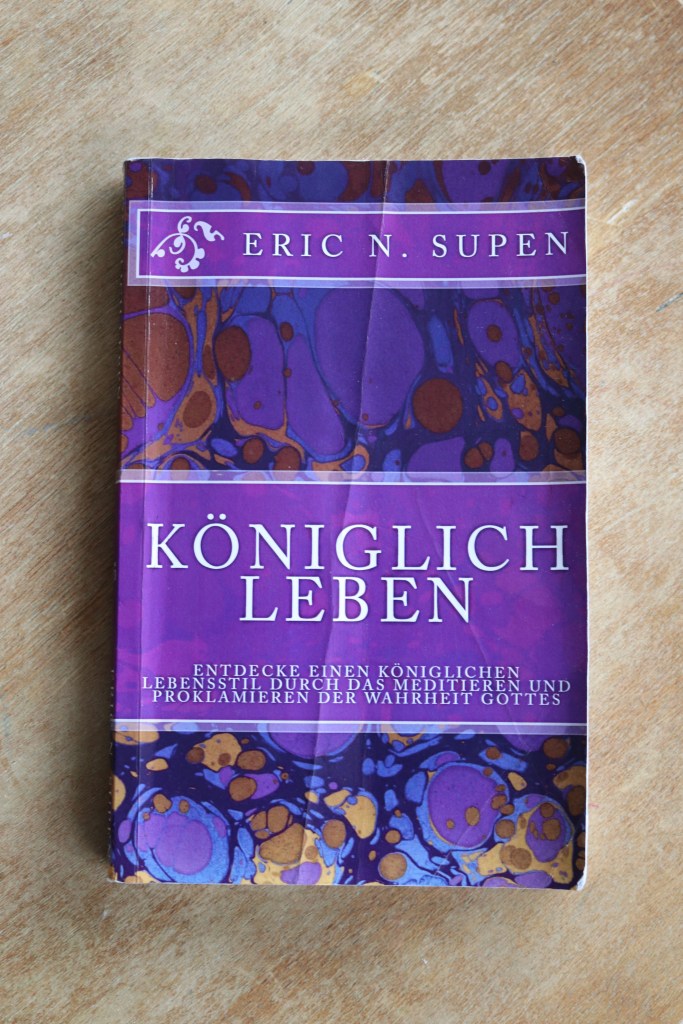 ERIC N. SUPEN
KÖNIGLICH
LEBEN
ENTDECKE EINEN KÖNIGLICHEN
LEBENSSTIL DURCH DAS MEDITIEREN UND
PROKLAMIEREN DER WAHRHEIT GOTTES